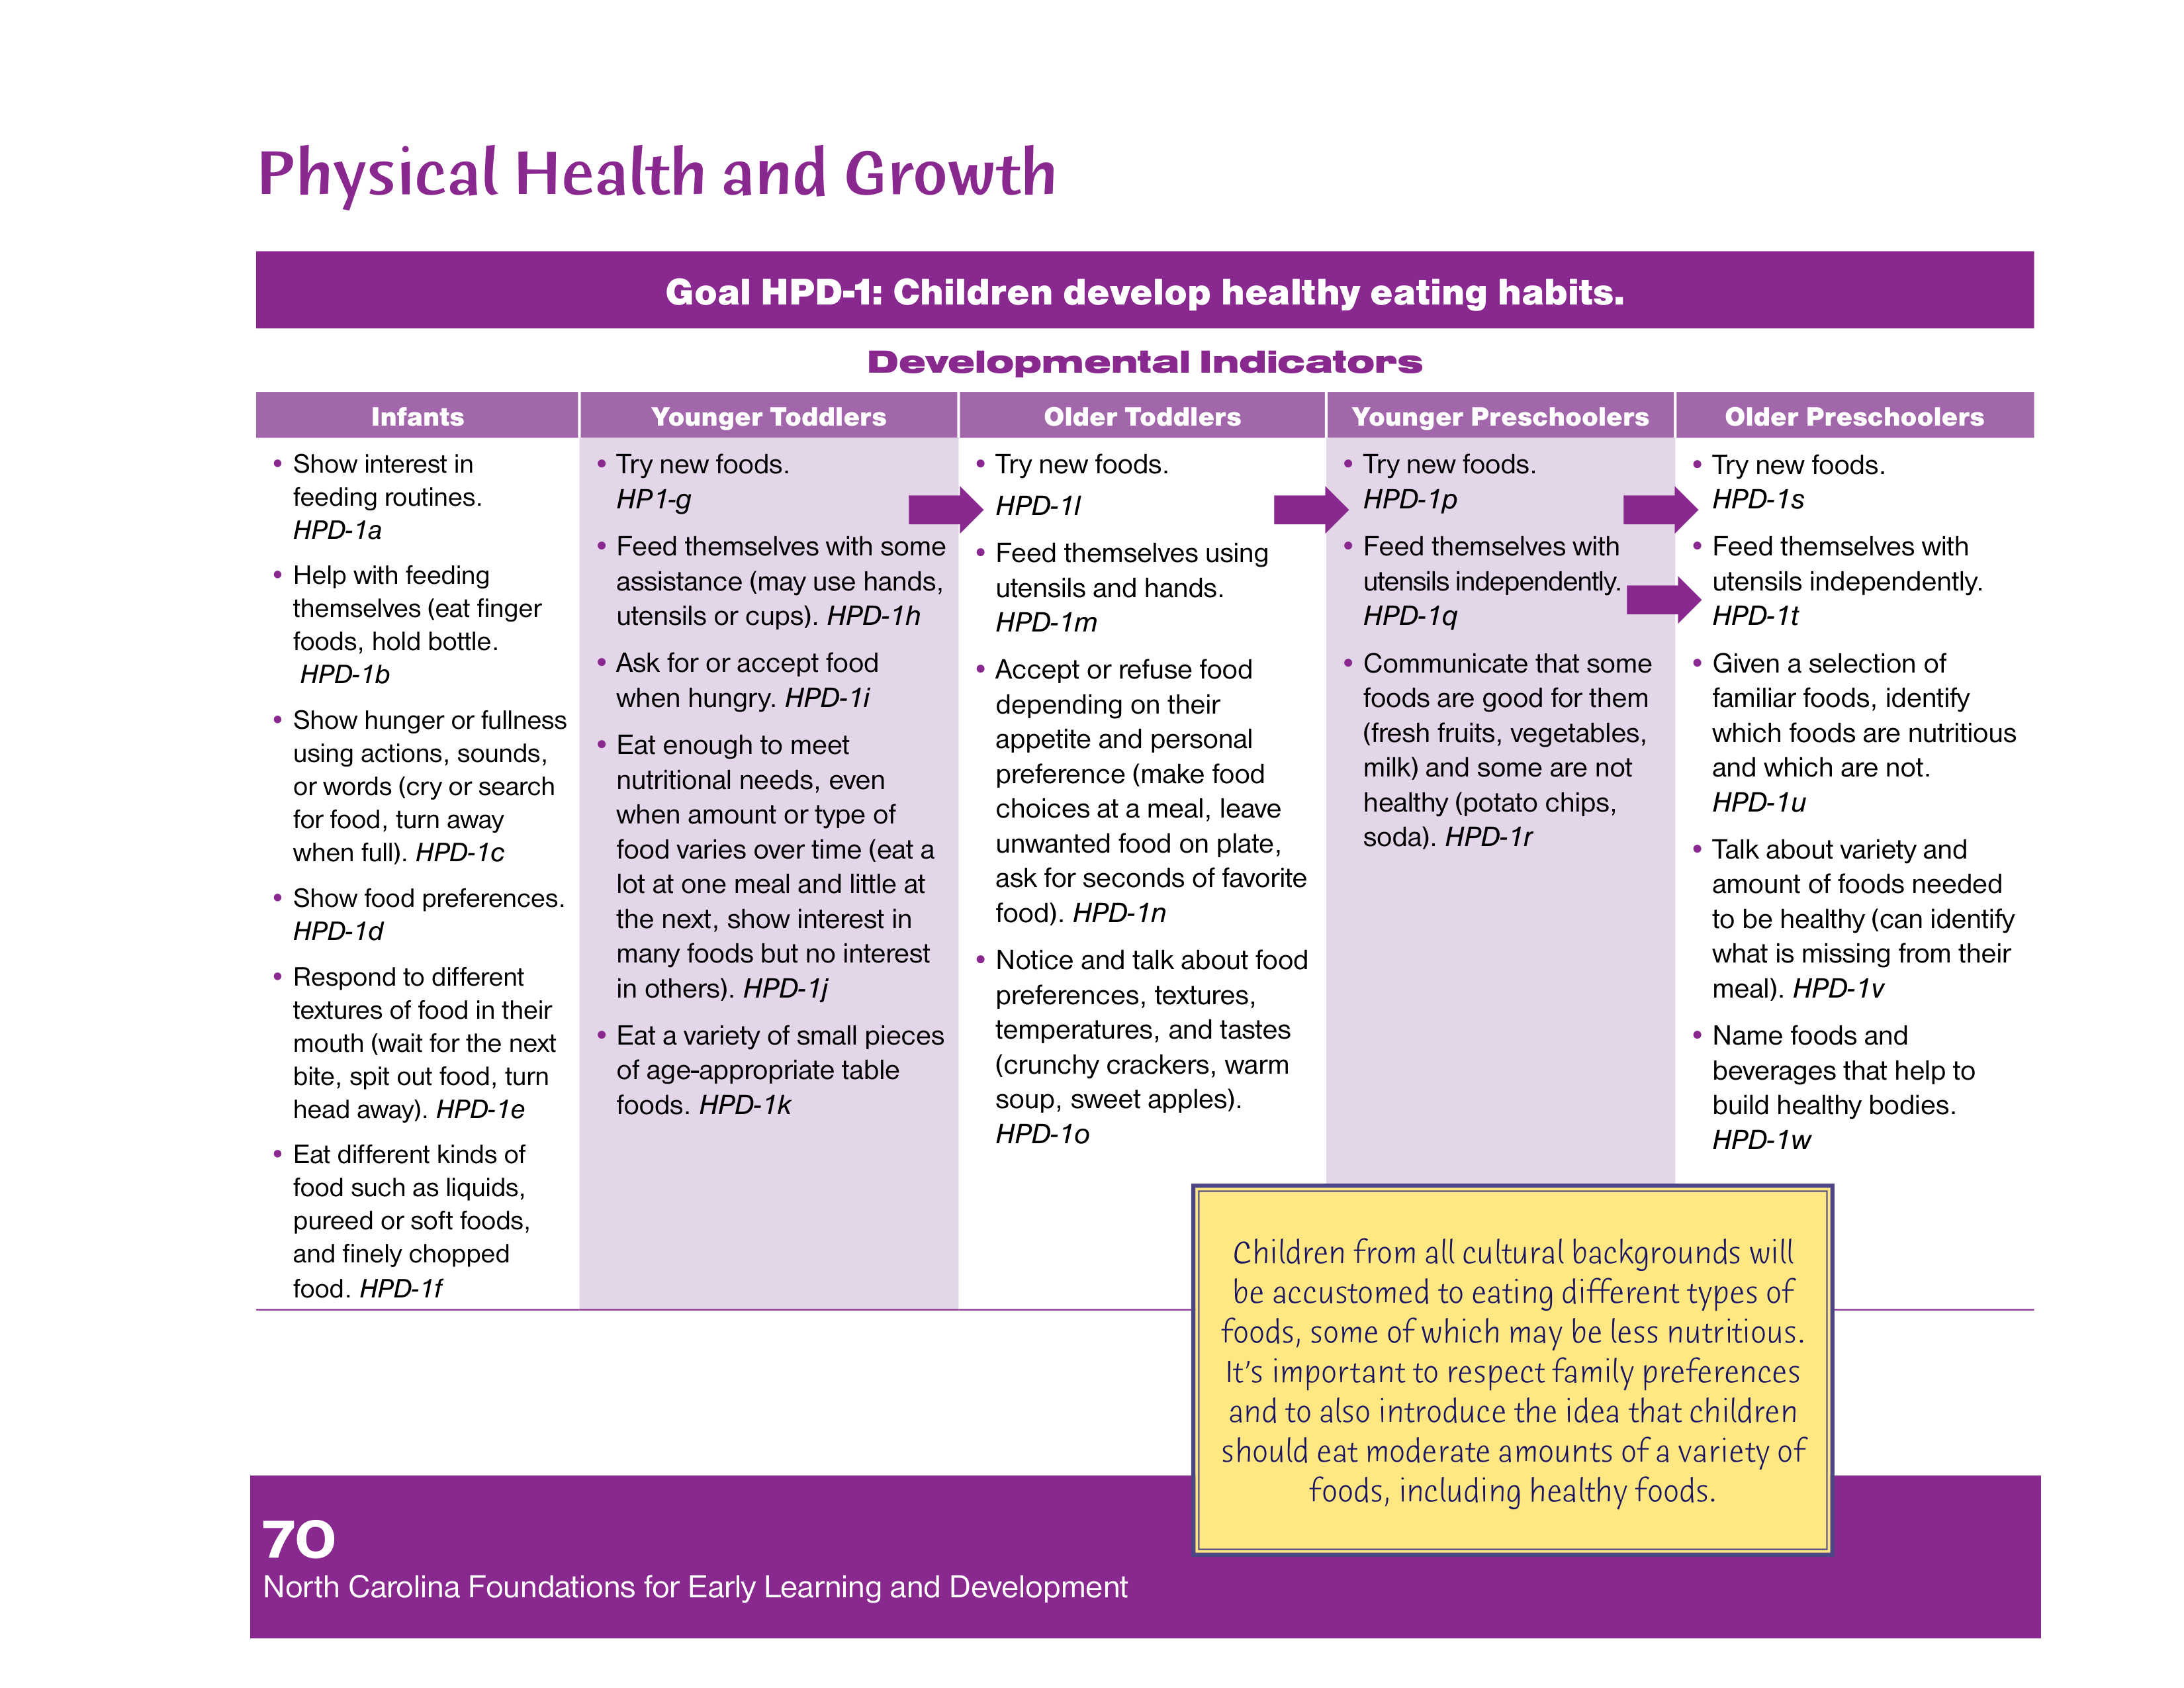 Physical Health and Growth
Goal HPD-1: Children develop healthy eating habits.
Developmental Indicators
Infants
• Show interest in
feeding routines.
HPD-1a
• Help with feeding
themselves (eat finger
foods, hold bottle.
HPD-1b
• Show hunger or fullness
using actions, sounds,
or words (cry or search
for food, turn away
when full). HPD-1c
• Show food preferences.
HPD-1d
• Respond to different
textures of food in their
mouth (wait for the next
bite, spit out food, turn
head away). HPD-1e
• Eat different kinds of
food such as liquids,
pureed or soft foods,
and finely chopped
food. HPD-1f
Younger Toddlers
• Try new foods.
HP1-g
• Feed themselves with some
assistance (may use hands,
utensils or cups). HPD-1h
• Ask for or accept food
when hungry. HPD-1i
• Eat enough to meet
nutritional needs, even
when amount or type of
food varies over time (eat a
lot at one meal and little at
the next, show interest in
many foods but no interest
in others). HPD-1j
• Eat a variety of small pieces
of age-appropriate table
foods. HPD-1k
Older Toddlers
• Try new foods.
HPD-1l
• Feed themselves using
utensils and hands.
HPD-1m
• Accept or refuse food
depending on their
appetite and personal
preference (make food
choices at a meal, leave
unwanted food on plate,
ask for seconds of favorite
food). HPD-1n
• Notice and talk about food
preferences, textures,
temperatures, and tastes
(crunchy crackers, warm
soup, sweet apples).
HPD-1o
Younger Preschoolers
• Try new foods.
HPD-1p
• Feed themselves with
utensils independently.
HPD-1q
• Communicate that some
foods are good for them
(fresh fruits, vegetables,
milk) and some are not
healthy (potato chips,
soda). HPD-1r
Older Preschoolers
• Try new foods.
HPD-1s
• Feed themselves with
utensils independently.
HPD-1t
• Given a selection of
familiar foods, identify
which foods are nutritious
and which are not.
HPD-1u
• Talk about variety and
amount of foods needed
to be healthy (can identify
what is missing from their
meal). HPD-1v
• Name foods and
beverages that help to
build healthy bodies.
HPD-1w
Children from all cultural backgrounds will
be accustomed to eating different types of
foods, some of which may be less nutritious.
It's important to respect family preferences
and to also introduce the idea that children
should eat moderate amounts of a variety of
foods, including healthy foods.
70
North Carolina Foundations for Early Learning and Development